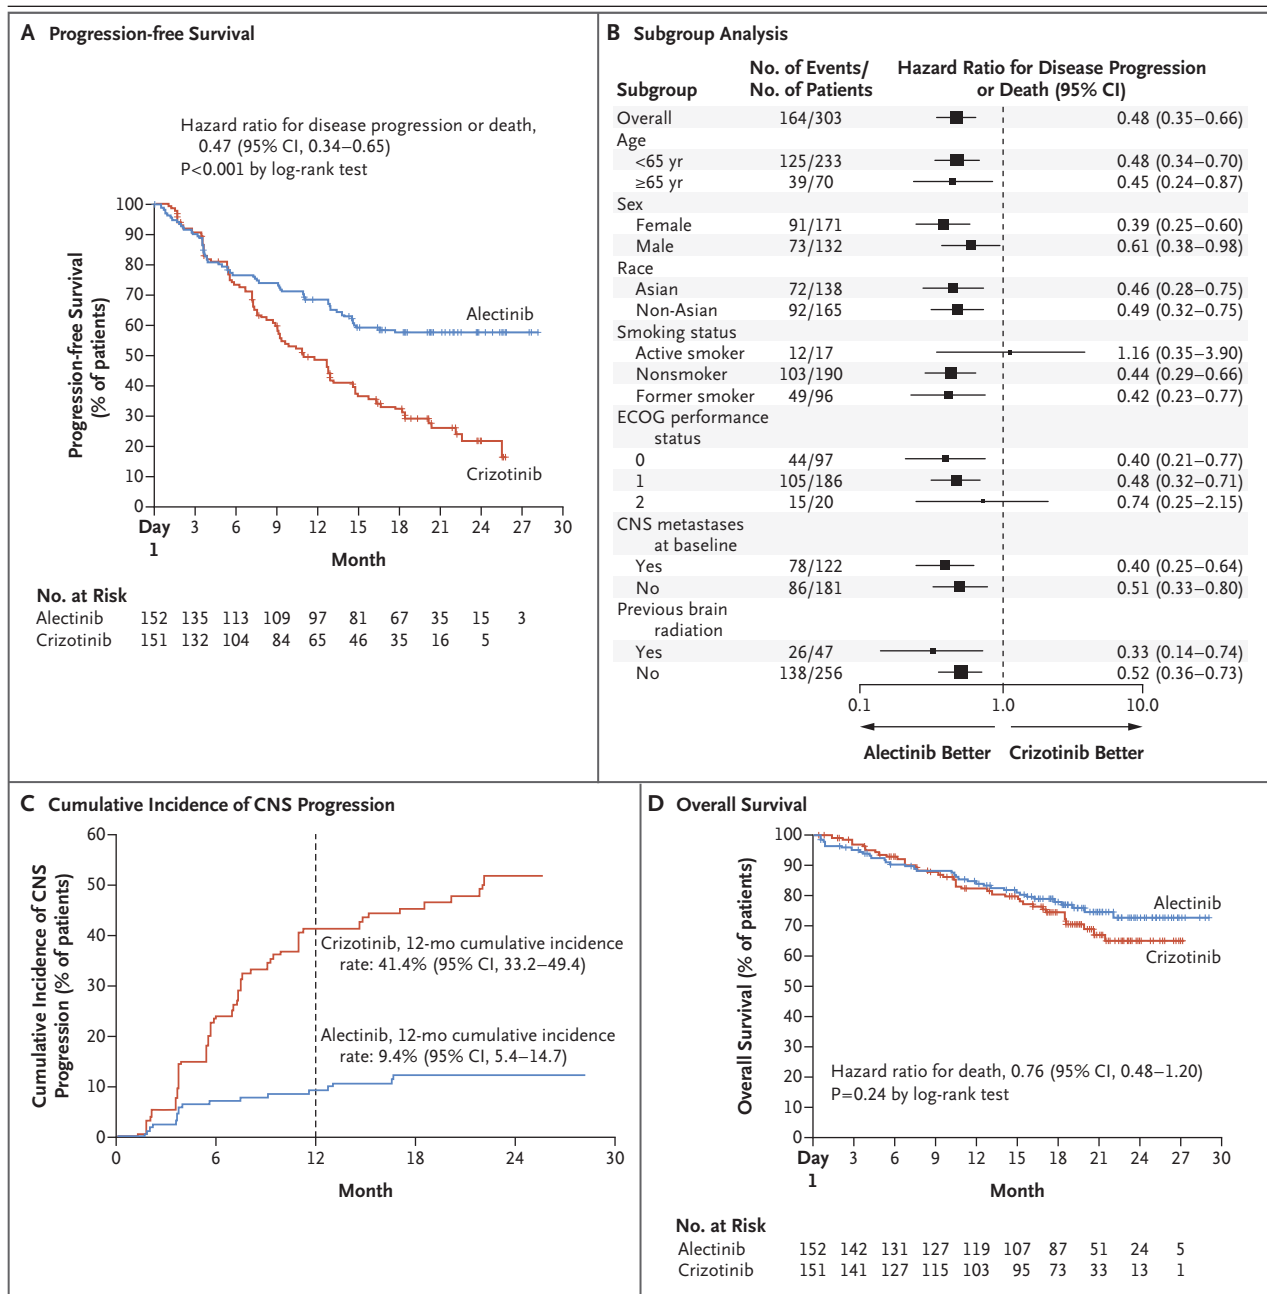 A Progression-free Survival
Hazard ratio for disease progression or death,
0.47 (95% CI, 0.34–0.65)
P<0.001 by log-rank test
Progression-free Survival
(% of patients)
100
90
80
70
60
50
40
30
20
10
0
Alectinib
Crizotinib
Day 1 3 6 9 12 15 18 21 24 27 30
Month
No. at Risk
Alectinib 152 135 113 109 97 81 67 35 15 3
Crizotinib 151 132 104 84 65 46 35 16 5
B Subgroup Analysis
Subgroup
No. of Events/
No. of Patients
Hazard Ratio for Disease Progression
or Death (95% CI)
Overall 164/303 0.48 (0.35–0.66)
Age
<65 yr 125/233 0.48 (0.34–0.70)
≥65 yr 39/70 0.45 (0.24–0.87)
Sex
Female 91/171 0.39 (0.25–0.60)
Male 73/132 0.61 (0.38–0.98)
Race
Asian 72/138 0.46 (0.28–0.75)
Non-Asian 92/165 0.49 (0.32–0.75)
Smoking status
Active smoker 12/17 1.16 (0.35–3.90)
Nonsmoker 103/190 0.44 (0.29–0.66)
Former smoker 49/96 0.42 (0.23–0.77)
ECOG performance
status
0 44/97 0.40 (0.21–0.77)
1 105/186 0.48 (0.32–0.71)
2 15/20 0.74 (0.25–2.15)
CNS metastases
at baseline
Yes 78/122 0.40 (0.25–0.64)
No 86/181 0.51 (0.33–0.80)
Previous brain
radiation
Yes 26/47 0.33 (0.14–0.74)
No 138/256 0.52 (0.36–0.73)
0.1 1.0 10.0
Alectinib Better Crizotinib Better
C Cumulative Incidence of CNS Progression
Cumulative Incidence of CNS
Progression (% of patients)
60
50
40
30
20
10
0
Crizotinib, 12-mo cumulative incidence
rate: 41.4% (95% CI, 33.2–49.4)
Alectinib, 12-mo cumulative incidence
rate: 9.4% (95% CI, 5.4–14.7)
0 6 12 18 24 30
Month
D Overall Survival
Overall Survival (% of patients)
100
90
80
70
60
50
40
30
20
10
0
Alectinib
Crizotinib
Hazard ratio for death, 0.76 (95% CI, 0.48–1.20)
P=0.24 by log-rank test
Day 1 3 6 9 12 15 18 21 24 27 30
Month
No. at Risk
Alectinib 152 142 131 127 119 107 87 51 24 5
Crizotinib 151 141 127 115 103 95 73 33 13 1